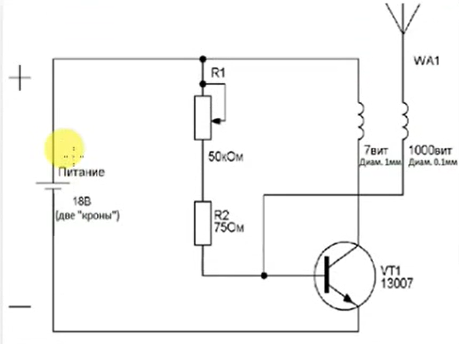 WA1
+
R1
50кОм
7вит
Диам. 1мм
1000вит
Диам. 0.1мм
Питание
18В
(две "кроны")
R2
75Ом
VT1
13007
—